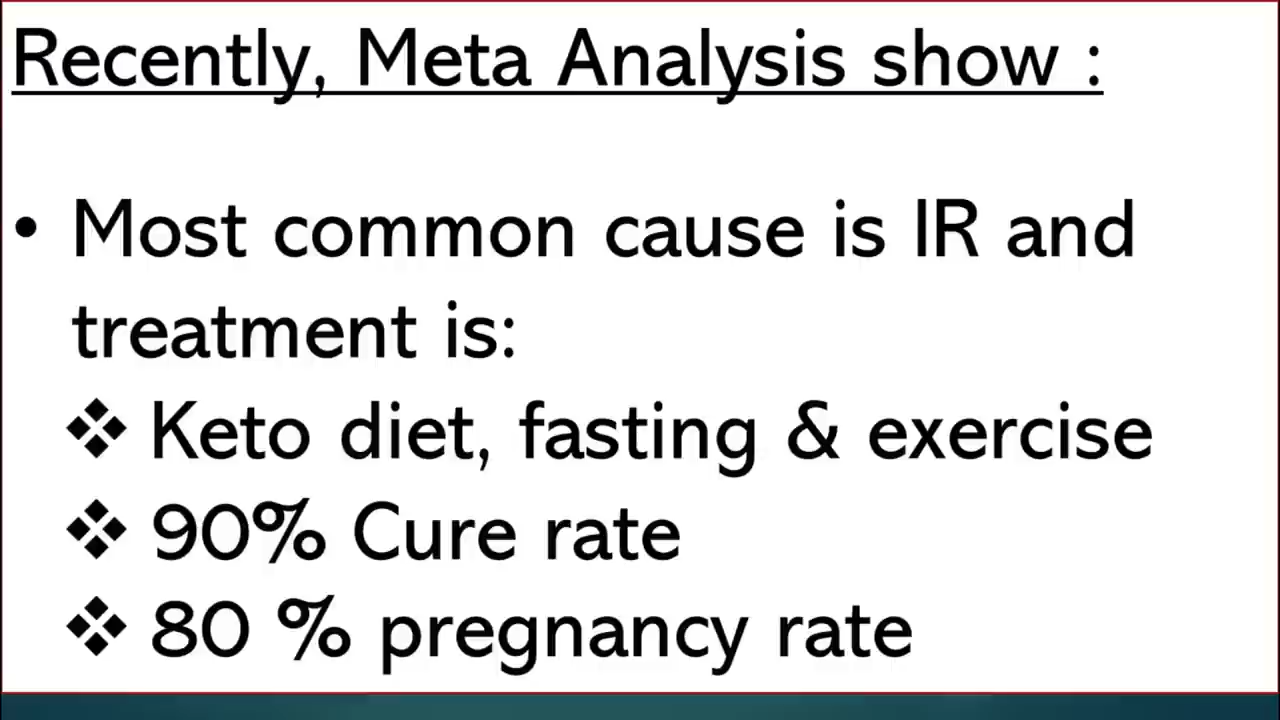 Recently, Meta Analysis show :
• Most common cause is IR and
treatment is:
❖ Keto diet, fasting & exercise
❖ 90% Cure rate
❖ 80 % pregnancy rate